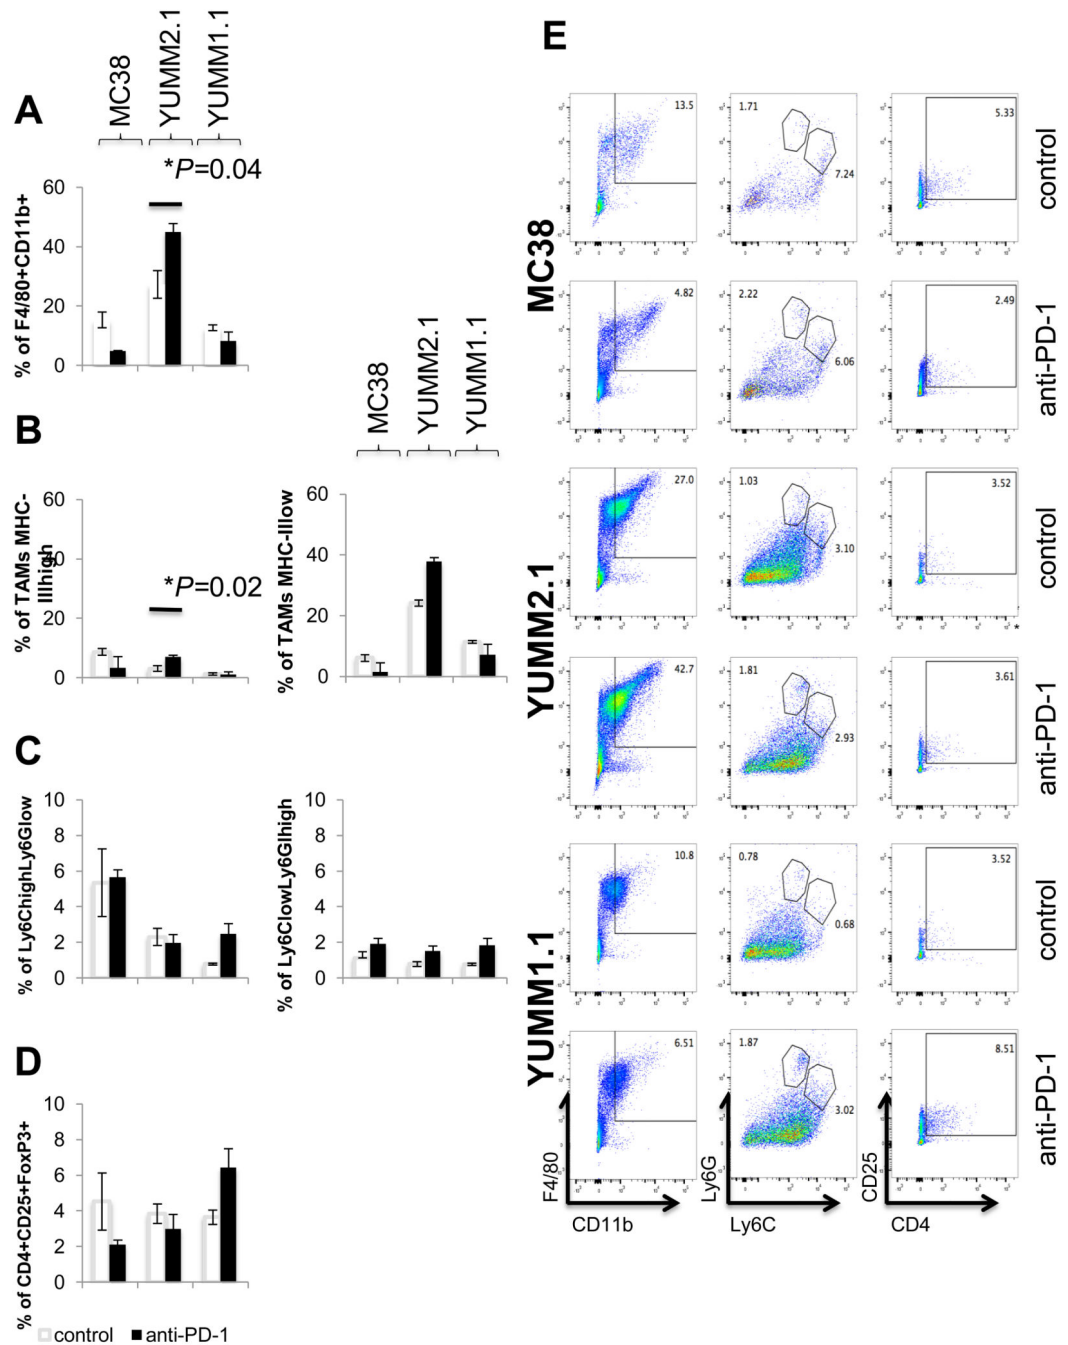 A
MC38
YUMM2.1
YUMM1.1
*P=0.04
% of F4/80+CD11b+
60
40
20
0
B
% of TAMs MHC-
IIIhigh
60
40
20
0
*P=0.02
MC38
YUMM2.1
YUMM1.1
% of TAMs MHC-IIIow
60
40
20
0
C
% of Ly6ChighLy6Glow
10
8
6
4
2
0
% of Ly6ClowLy6GIhigh
10
8
6
4
2
0
D
% of CD4+CD25+FoxP3+
10
8
6
4
2
0
control
anti-PD-1
E
MC38
13.5
1.71
7.24
5.33
control
4.82
2.22
6.06
2.49
anti-PD-1
YUMM2.1
27.0
1.03
3.10
3.52
control
42.7
1.81
2.93
3.61
anti-PD-1
YUMM1.1
10.8
0.78
0.68
3.52
control
6.51
1.87
3.02
8.51
anti-PD-1
F4/80
CD11b
Ly6G
Ly6C
CD25
CD4